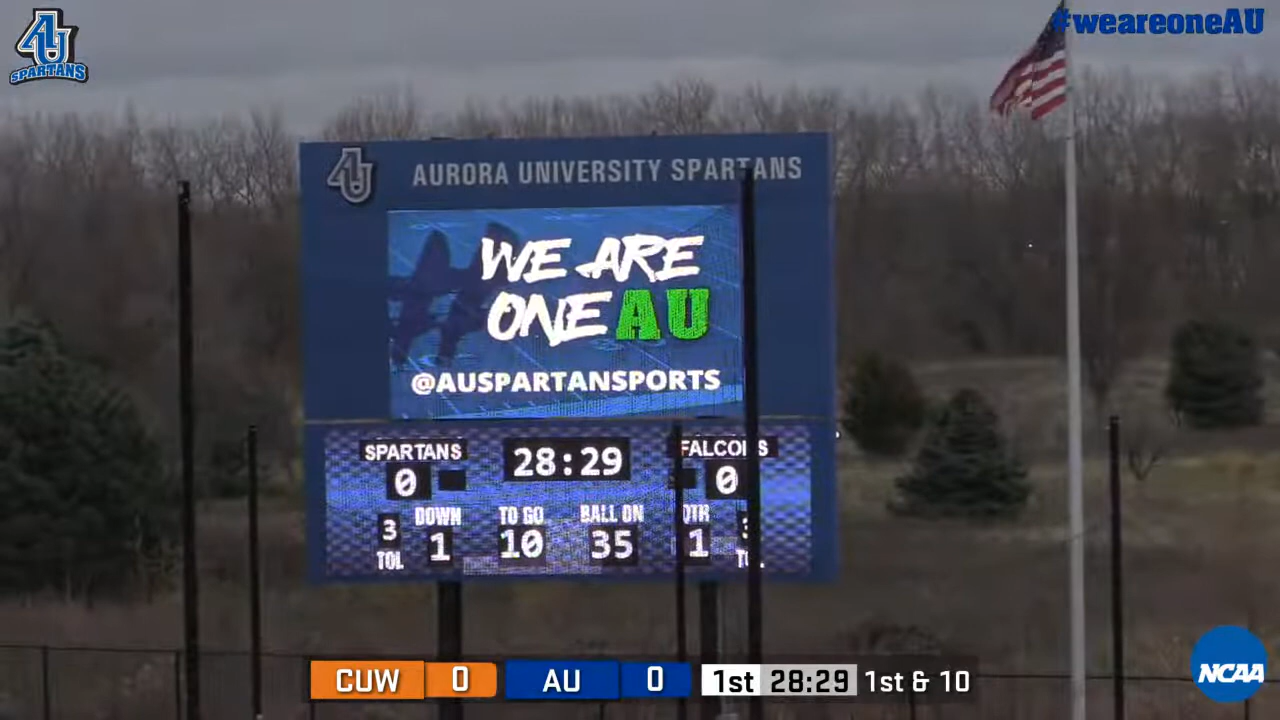 AU
SPARTANS
#weareoneAU
AU
AURORA UNIVERSITY SPARTANS
WE ARE
ONE AU
@AUSPARTANSPORTS
SPARTANS
28:29
FALCONS
0
0
3
TOL
DOWN
1
TO GO
10
BALL ON
35
QTR
1
3
TOL
CUW 0 AU 0 1st 28:29 1st & 10
NCAA